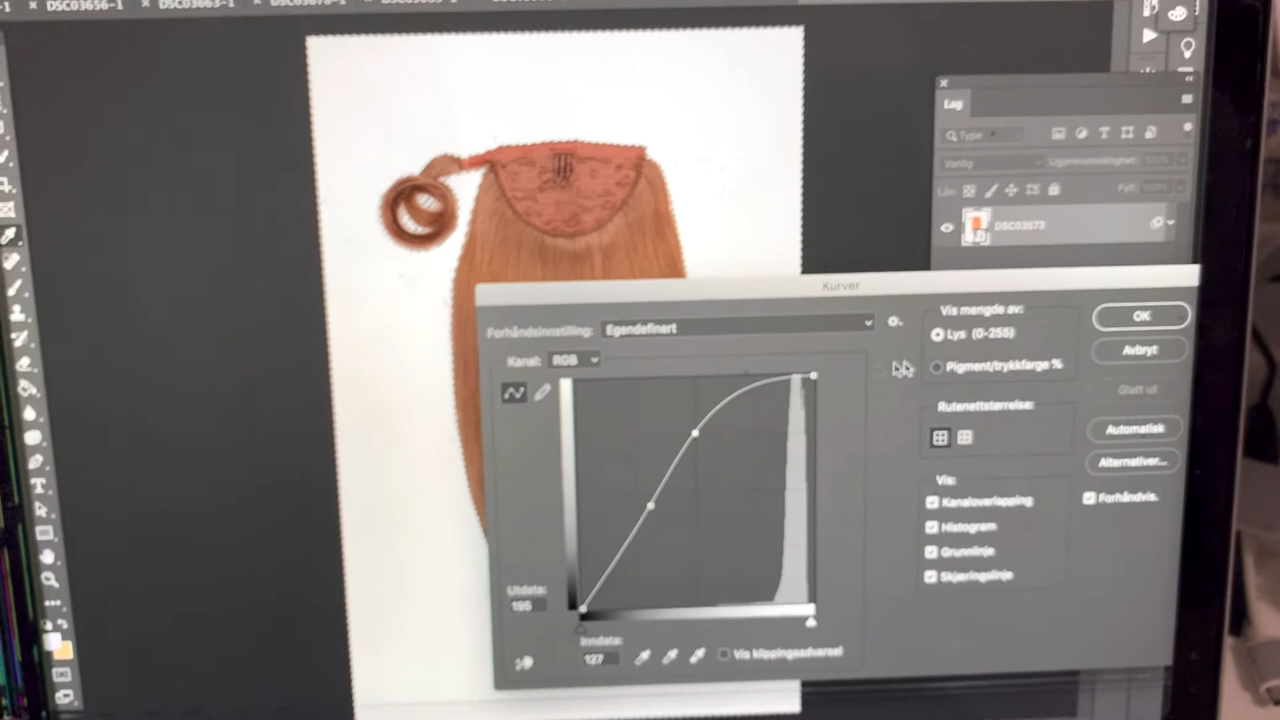 DSC03656-1
DSC03663-1
Lag
Type
Vanlig
Ugjennomsiktighet:
Lås:
Fyll:
DSC03573
Kurver
Forhåndsinnstilling:
Egendefinert
Kanal:
RGB
Vis mengde av:
Lys (0-255)
Pigment/trykkfarge %
Rutenettstørrelse:
Vis:
Kanaloverlapping
Histogram
Grunnlinje
Skjæringslinje
OK
Avbryt
Glatt ut
Automatisk
Alternativer...
Forhåndvis.
Utdata:
195
Inndata:
127
Vis klippingsadvarsel